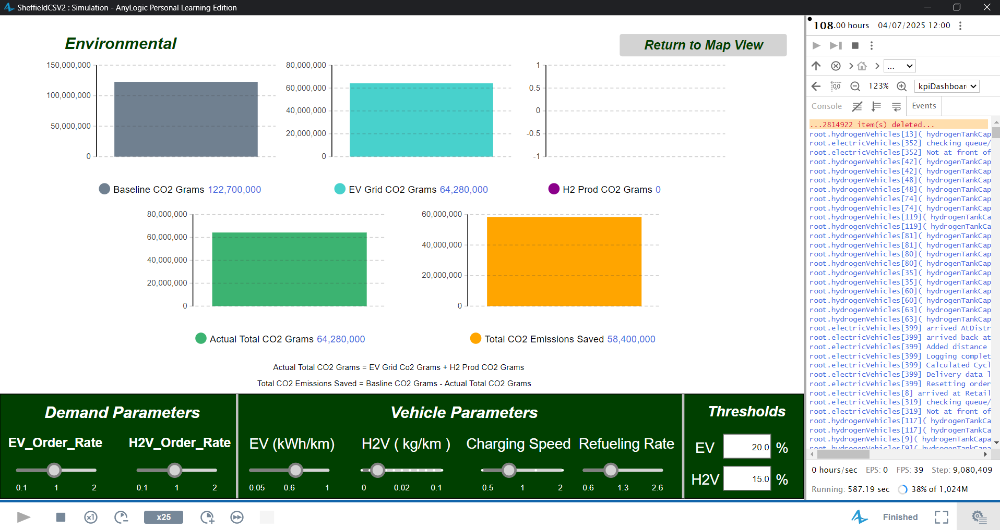 SheffieldCSV2 : Simulation - AnyLogic Personal Learning Edition
Environmental
Return to Map View
150,000,000
100,000,000
50,000,000
0
80,000,000
60,000,000
40,000,000
20,000,000
0
1
0.5
0
-0.5
-1
Baseline CO2 Grams 122,700,000
EV Grid CO2 Grams 64,280,000
H2 Prod CO2 Grams 0
80,000,000
60,000,000
40,000,000
20,000,000
0
60,000,000
40,000,000
20,000,000
0
Actual Total CO2 Grams 64,280,000
Total CO2 Emissions Saved 58,400,000
Actual Total CO2 Grams = EV Grid Co2 Grams + H2 Prod CO2 Grams
Total CO2 Emissions Saved = Basline CO2 Grams - Actual Total CO2 Grams
Demand Parameters
EV_Order_Rate
0.1 1 2
H2V_Order_Rate
0.1 1 2
Vehicle Parameters
EV (kWh/km)
0.05 0.6 1
H2V ( kg/km )
0 0.02 0.1
Charging Speed
0.5 1 2
Refueling Rate
0.6 1.3 2.6
Thresholds
EV 20.0 %
H2V 15.0 %
108.00 hours 04/07/2025 12:00
...
123% kpiDashboar
Console Events
...2814922 item(s) deleted...
root.hydrogenVehicles[13]( hydrogenTankCap
root.electricVehicles[352] checking queue/
root.electricVehicles[352] Not at front of
root.hydrogenVehicles[42]( hydrogenTankCap
root.hydrogenVehicles[42]( hydrogenTankCap
root.hydrogenVehicles[48]( hydrogenTankCap
root.hydrogenVehicles[48]( hydrogenTankCap
root.hydrogenVehicles[74]( hydrogenTankCap
root.hydrogenVehicles[74]( hydrogenTankCap
root.hydrogenVehicles[119]( hydrogenTankCa
root.hydrogenVehicles[119]( hydrogenTankCa
root.hydrogenVehicles[81]( hydrogenTankCap
root.hydrogenVehicles[81]( hydrogenTankCap
root.hydrogenVehicles[80]( hydrogenTankCap
root.hydrogenVehicles[80]( hydrogenTankCap
root.hydrogenVehicles[35]( hydrogenTankCap
root.hydrogenVehicles[35]( hydrogenTankCap
root.hydrogenVehicles[60]( hydrogenTankCap
root.hydrogenVehicles[60]( hydrogenTankCap
root.hydrogenVehicles[63]( hydrogenTankCap
root.hydrogenVehicles[63]( hydrogenTankCap
root.electricVehicles[399] arrived AtDistr
root.electricVehicles[399] arrived back at
root.electricVehicles[399] Added distance
root.electricVehicles[399] Logging complet
root.electricVehicles[399] Calculated Cycl
root.electricVehicles[399] Delivery data l
root.electricVehicles[399] Resetting order
root.electricVehicles[8] arrived at Retail
root.electricVehicles[319] checking queue/
root.electricVehicles[319] Not at front of
root.hydrogenVehicles[117]( hydrogenTankCa
root.hydrogenVehicles[117]( hydrogenTankCa
root.hydrogenVehicles[9]( hydrogenTankCapa
root.hydrogenVehicles[9]( hydrogenTankCapa
0 hours/sec EPS: 0 FPS: 39 Step: 9,080,409
Running: 587.19 sec 38% of 1,024M
x1 x25 Finished